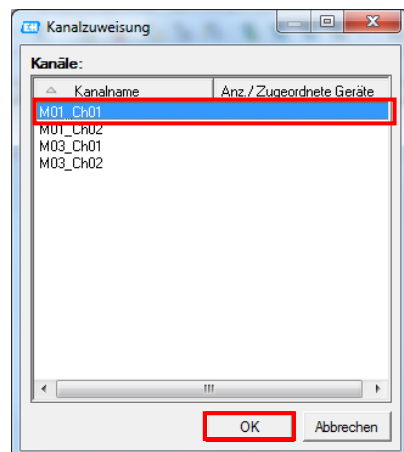 E+H Kanalzuweisung
Kanäle:
Kanalname Anz./ Zugeordnete Geräte
M01_Ch01
M01_Ch02
M03_Ch01
M03_Ch02
OK Abbrechen